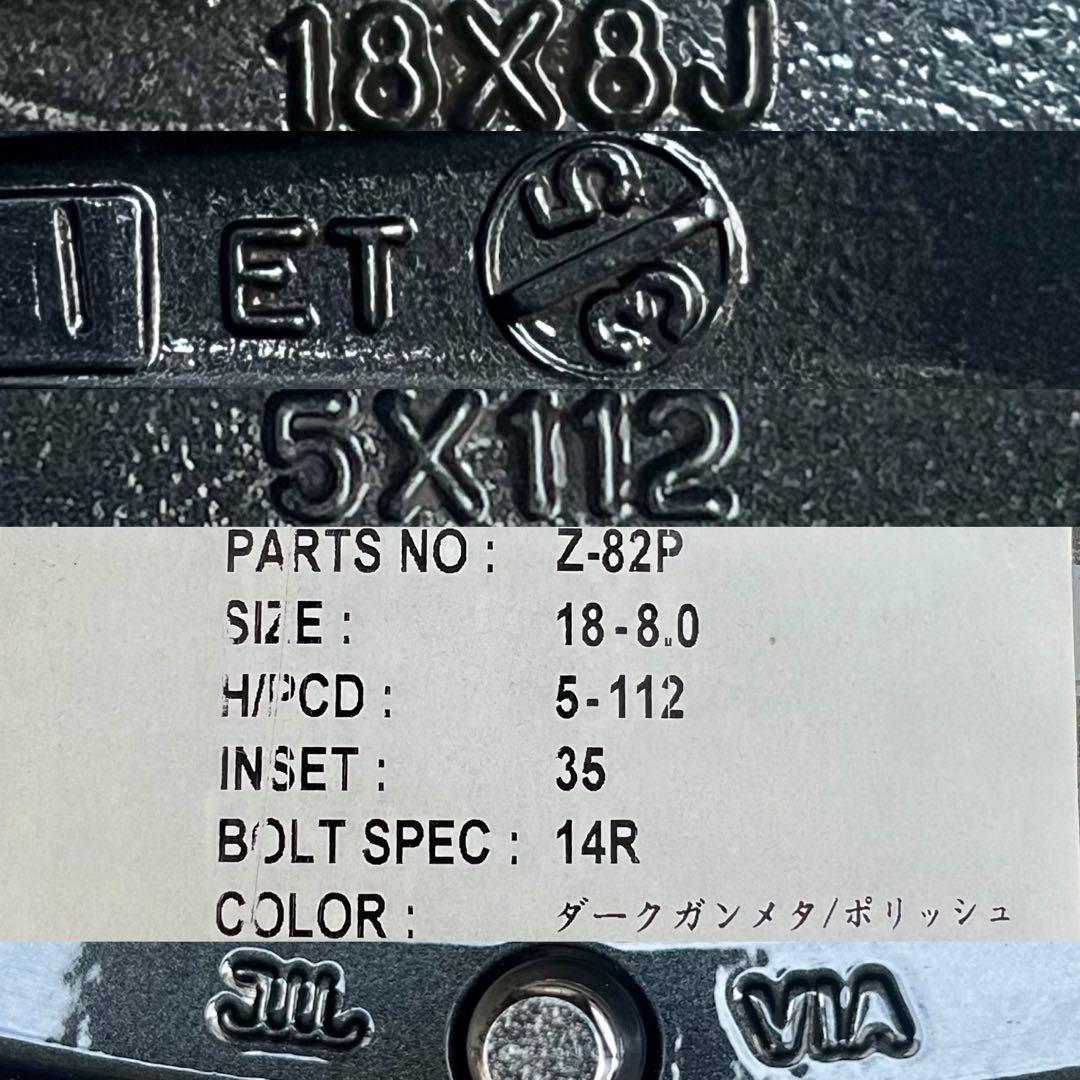 18X8J
I ET 35
5X112
PARTS NO : Z-82P
SIZE : 18-8.0
H/PCD : 5-112
INSET : 35
BOLT SPEC : 14R
COLOR : ダークガンメタ/ポリッシュ
JWL VIA